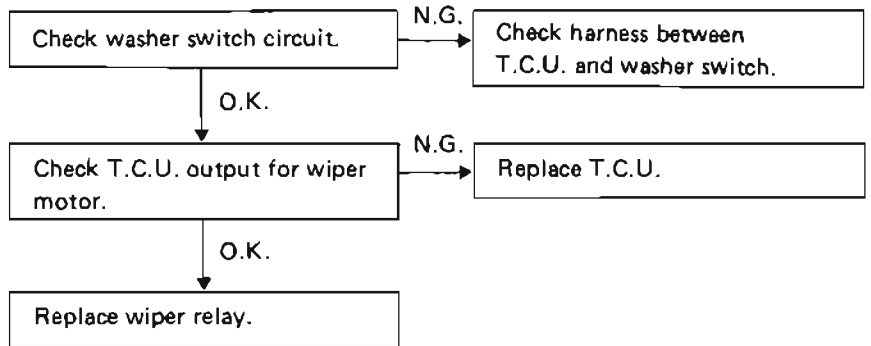 Check washer switch circuit.
N.G.
Check harness between
T.C.U. and washer switch.
O.K.
Check T.C.U. output for wiper
motor.
N.G.
Replace T.C.U.
O.K.
Replace wiper relay.